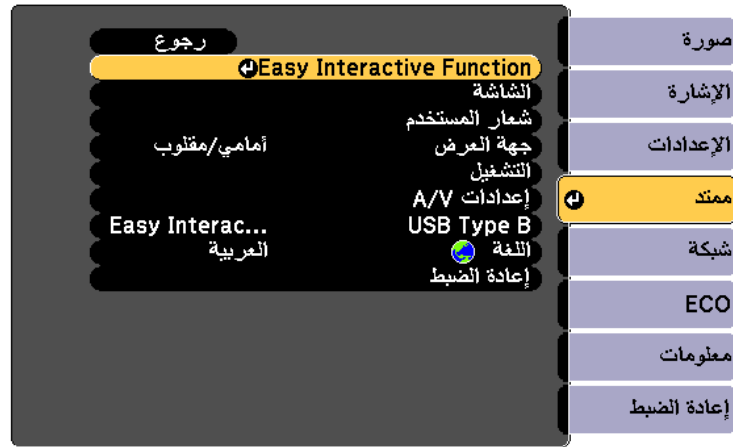 رجوع
Easy Interactive Function
الشاشة
شعار المستخدم
جهة العرض أمامي/مقلوب
التشغيل
إعدادات A/V
USB Type B Easy Interac...
اللغة العربية
إعادة الضبط
صورة
الإشارة
الإعدادات
ممتد
شبكة
ECO
معلومات
إعادة الضبط